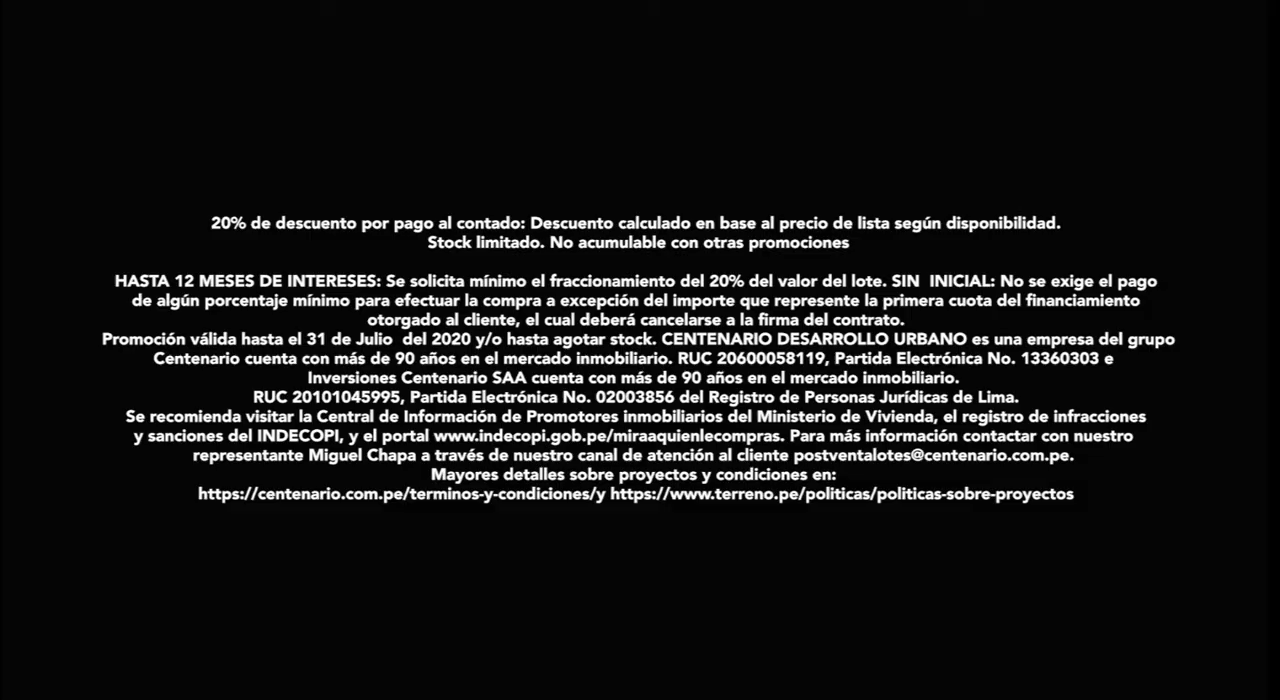 20% de descuento por pago al contado: Descuento calculado en base al precio de lista según disponibilidad.
Stock limitado. No acumulable con otras promociones
HASTA 12 MESES DE INTERESES: Se solicita mínimo el fraccionamiento del 20% del valor del lote. SIN  INICIAL: No se exige el pago
de algún porcentaje mínimo para efectuar la compra a excepción del importe que represente la primera cuota del financiamiento
otorgado al cliente, el cual deberá cancelarse a la firma del contrato.
Promoción válida hasta el 31 de Julio  del 2020 y/o hasta agotar stock. CENTENARIO DESARROLLO URBANO es una empresa del grupo
Centenario cuenta con más de 90 años en el mercado inmobiliario. RUC 20600058119, Partida Electrónica No. 13360303 e
Inversiones Centenario SAA cuenta con más de 90 años en el mercado inmobiliario.
RUC 20101045995, Partida Electrónica No. 02003856 del Registro de Personas Jurídicas de Lima.
Se recomienda visitar la Central de Información de Promotores inmobiliarios del Ministerio de Vivienda, el registro de infracciones
y sanciones del INDECOPI, y el portal www.indecopi.gob.pe/miraaquienlecompras. Para más información contactar con nuestro
representante Miguel Chapa a través de nuestro canal de atención al cliente postventalotes@centenario.com.pe.
Mayores detalles sobre proyectos y condiciones en:
https://centenario.com.pe/terminos-y-condiciones/y https://www.terreno.pe/politicas/politicas-sobre-proyectos